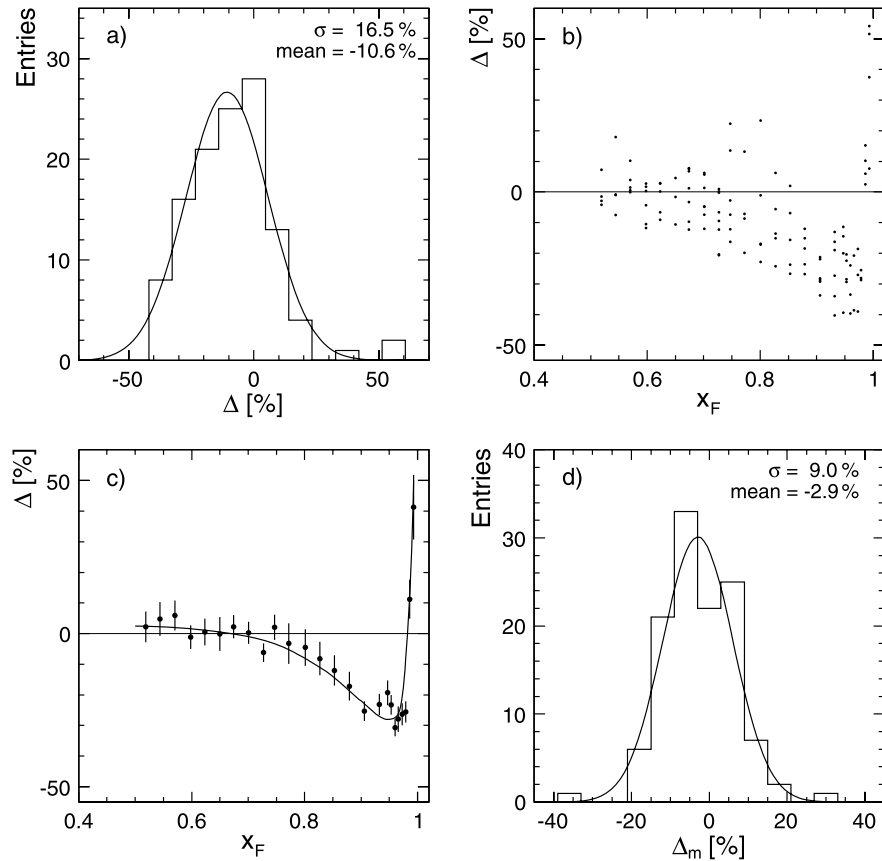 a)
σ = 16.5 %
mean = -10.6 %
Entries
30
20
10
0
-50 0 50
Δ [%]
b)
Δ [%]
50
0
-50
0.4 0.6 0.8 1
x_F
c)
Δ [%]
50
0
-50
0.4 0.6 0.8 1
x_F
d)
σ = 9.0 %
mean = -2.9 %
Entries
40
30
20
10
0
-40 -20 0 20 40
Δ_m [%]